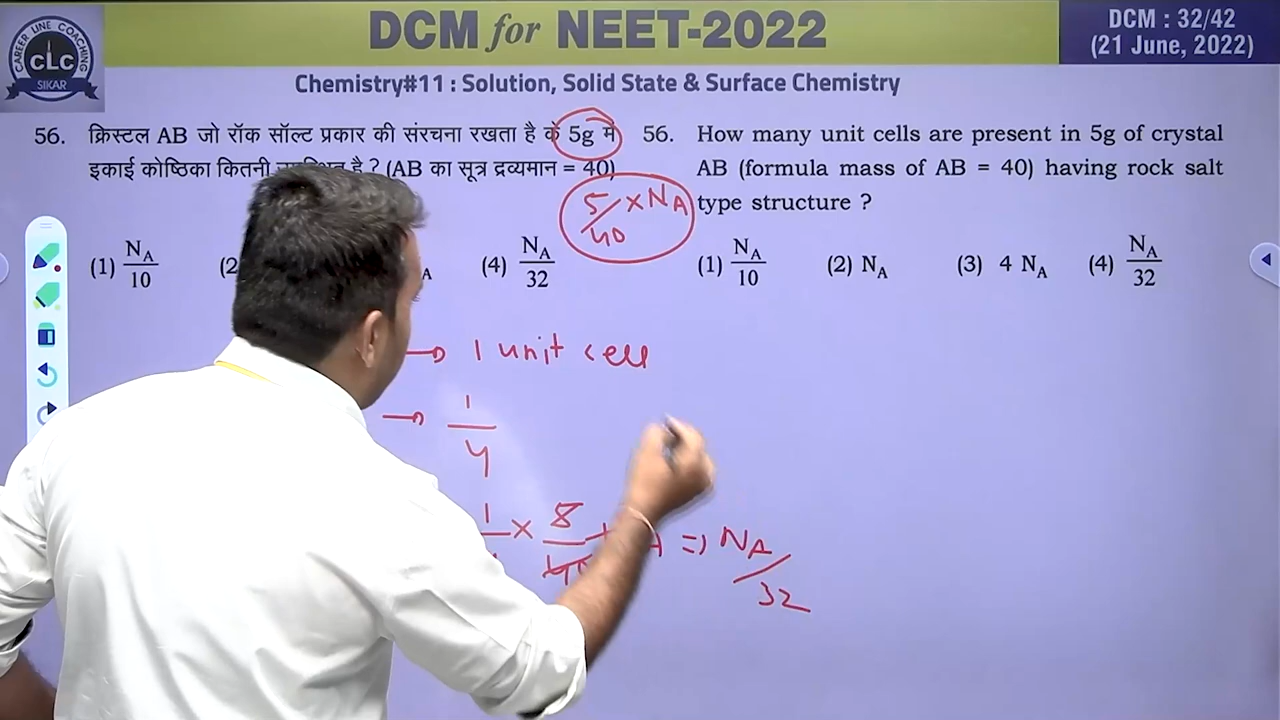 CAREER LINE COACHING
CLC
SIKAR
DCM for NEET-2022
DCM : 32/42
(21 June, 2022)
Chemistry#11 : Solution, Solid State & Surface Chemistry
56. क्रिस्टल AB जो रॉक सॉल्ट प्रकार की संरचना रखता है के 5g में
इकाई कोष्ठिका कितनी है ? (AB का सूत्र द्रव्यमान = 40)
(1) N_A/10 (2 A (4) N_A/32
56. How many unit cells are present in 5g of crystal
AB (formula mass of AB = 40) having rock salt
type structure ?
(1) N_A/10 (2) N_A (3) 4 N_A (4) N_A/32
5/40 × N_A
→ 1 unit cell
→ 1/4
1 × 8 A => N_A/32